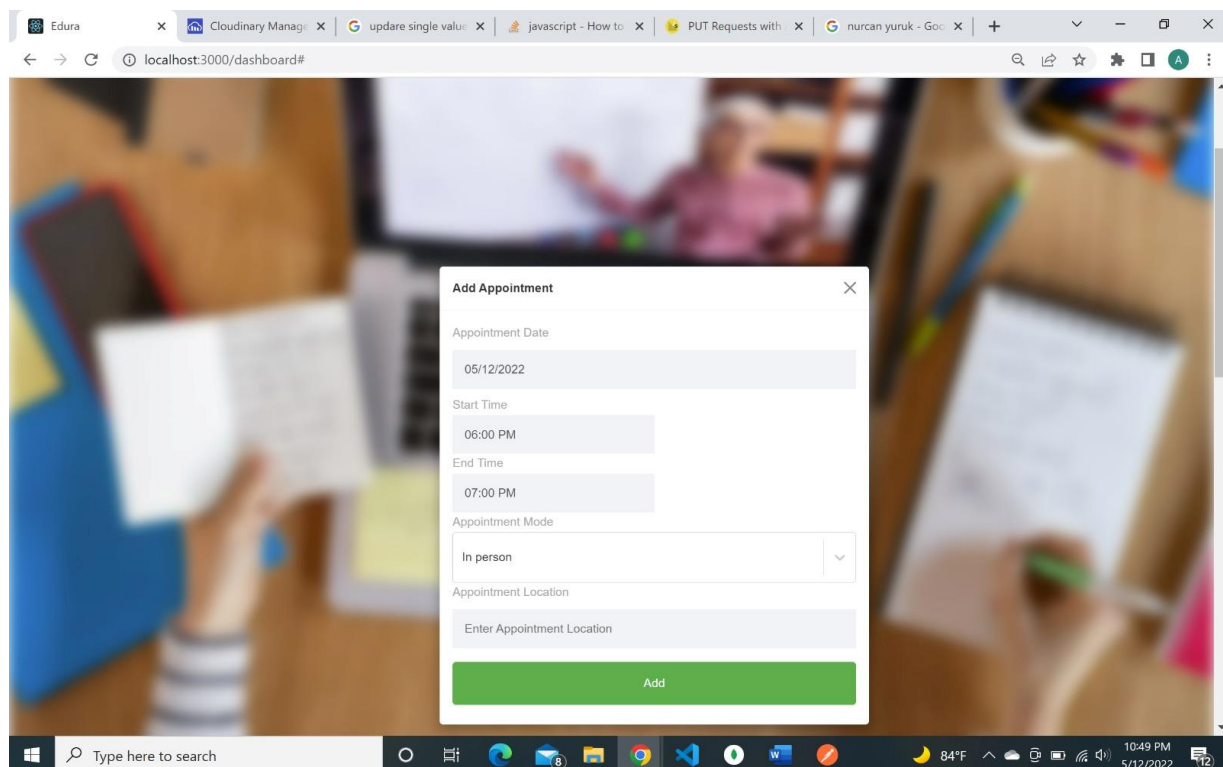 Edura
Cloudinary Manage
updare single value
javascript - How to
PUT Requests with
nurcan yuruk - Goo
localhost:3000/dashboard#
A
Add Appointment
Appointment Date
05/12/2022
Start Time
06:00 PM
End Time
07:00 PM
Appointment Mode
In person
Appointment Location
Enter Appointment Location
Add
Type here to search
8
W
84°F
10:49 PM
5/12/2022
12